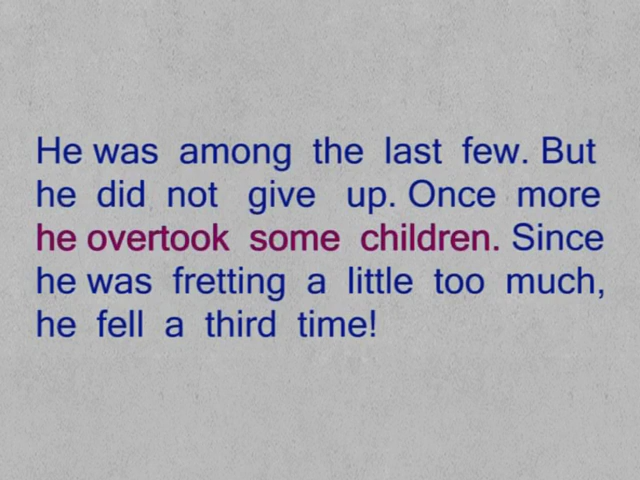 He was among the last few. But
he did not give up. Once more
he overtook some children. Since
he was fretting a little too much,
he fell a third time!